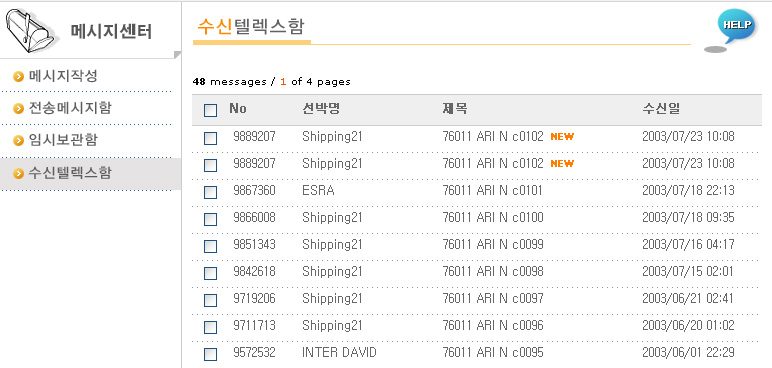 메시지센터
메시지작성
전송메시지함
임시보관함
수신텔렉스함
수신텔렉스함
HELP
48 messages / 1 of 4 pages
No 선박명 제목 수신일
9889207 Shipping21 76011 ARI N c0102 NEW 2003/07/23 10:08
9889207 Shipping21 76011 ARI N c0102 NEW 2003/07/23 10:08
9867360 ESRA 76011 ARI N c0101 2003/07/18 22:13
9866008 Shipping21 76011 ARI N c0100 2003/07/18 09:35
9851343 Shipping21 76011 ARI N c0099 2003/07/16 04:17
9842618 Shipping21 76011 ARI N c0098 2003/07/15 02:01
9719206 Shipping21 76011 ARI N c0097 2003/06/21 02:41
9711713 Shipping21 76011 ARI N c0096 2003/06/20 01:02
9572532 INTER DAVID 76011 ARI N c0095 2003/06/01 22:29